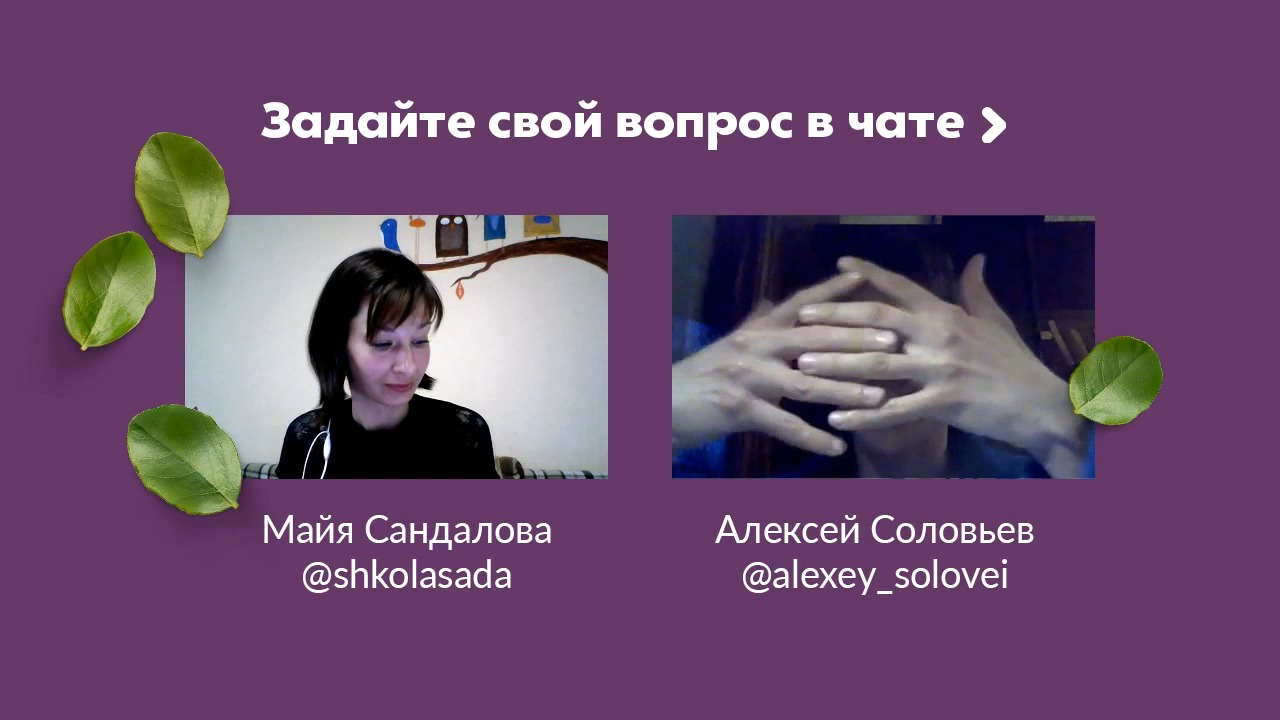 Задайте свой вопрос в чате
Майя Сандалова
@shkolasada
Алексей Соловьев
@alexey_solovei